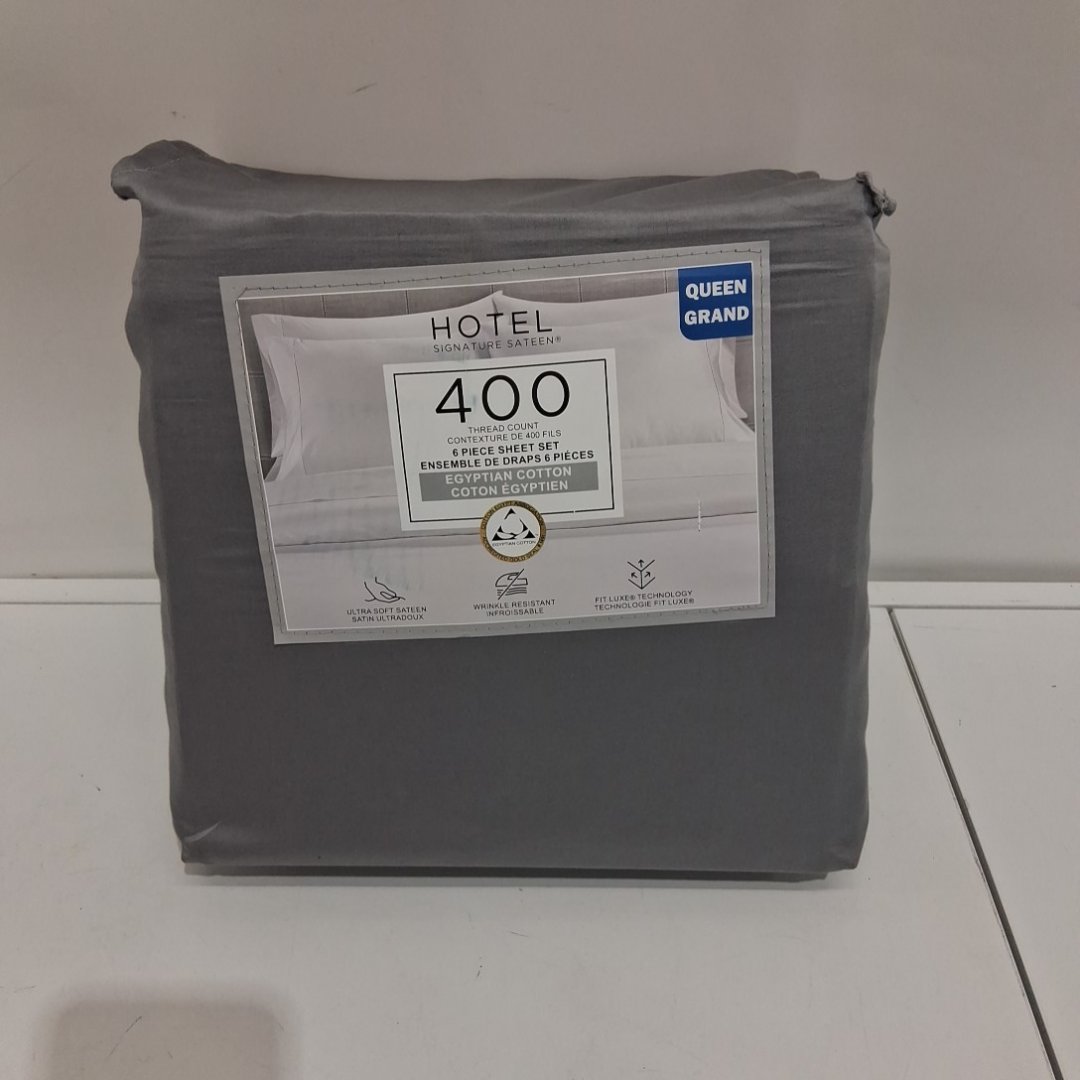 QUEEN
GRAND
HOTEL
SIGNATURE SATEEN®
400
THREAD COUNT
CONTEXTURE DE 400 FILS
6 PIECE SHEET SET
ENSEMBLE DE DRAPS 6 PIÈCES
EGYPTIAN COTTON
COTON ÉGYPTIEN
EGYPTIAN COTTON
ULTRA SOFT SATEEN
SATIN ULTRADOUX
WRINKLE RESISTANT
INFROISSABLE
FIT LUXE® TECHNOLOGY
TECHNOLOGIE FIT LUXE®